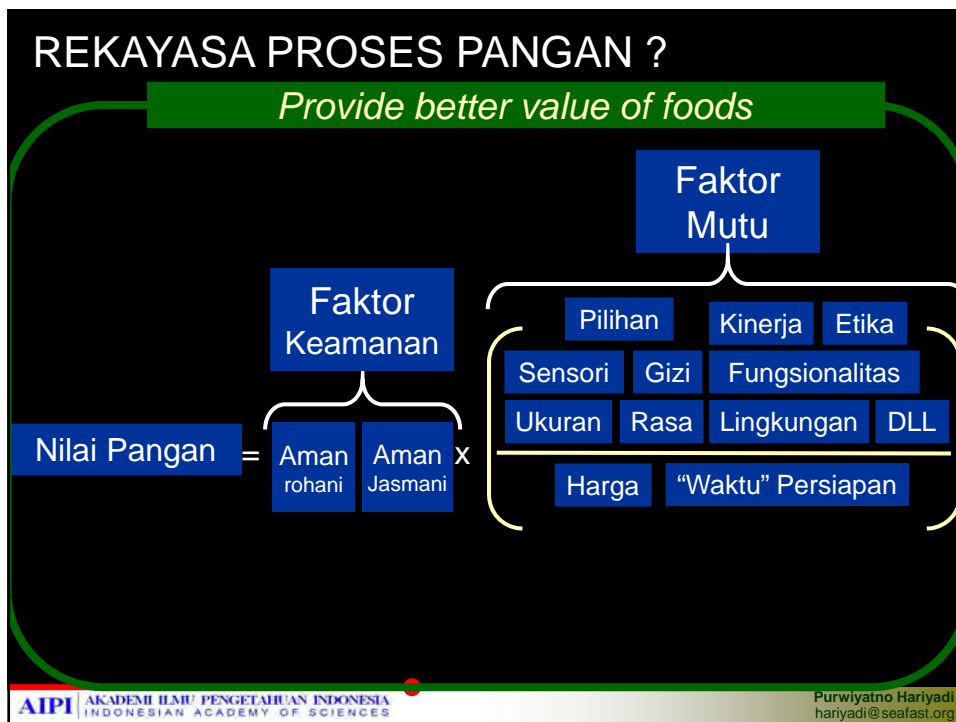 REKAYASA PROSES PANGAN ?
Provide better value of foods
Faktor
Mutu
Faktor
Keamanan
Pilihan Kinerja Etika
Sensori Gizi Fungsionalitas
Ukuran Rasa Lingkungan DLL
Nilai Pangan = Aman rohani Aman Jasmani x
Harga “Waktu” Persiapan
AIPI AKADEMI ILMU PENGETAHUAN INDONESIA
INDONESIAN ACADEMY OF SCIENCES
Purwiyatno Hariyadi
hariyadi@seafast.org